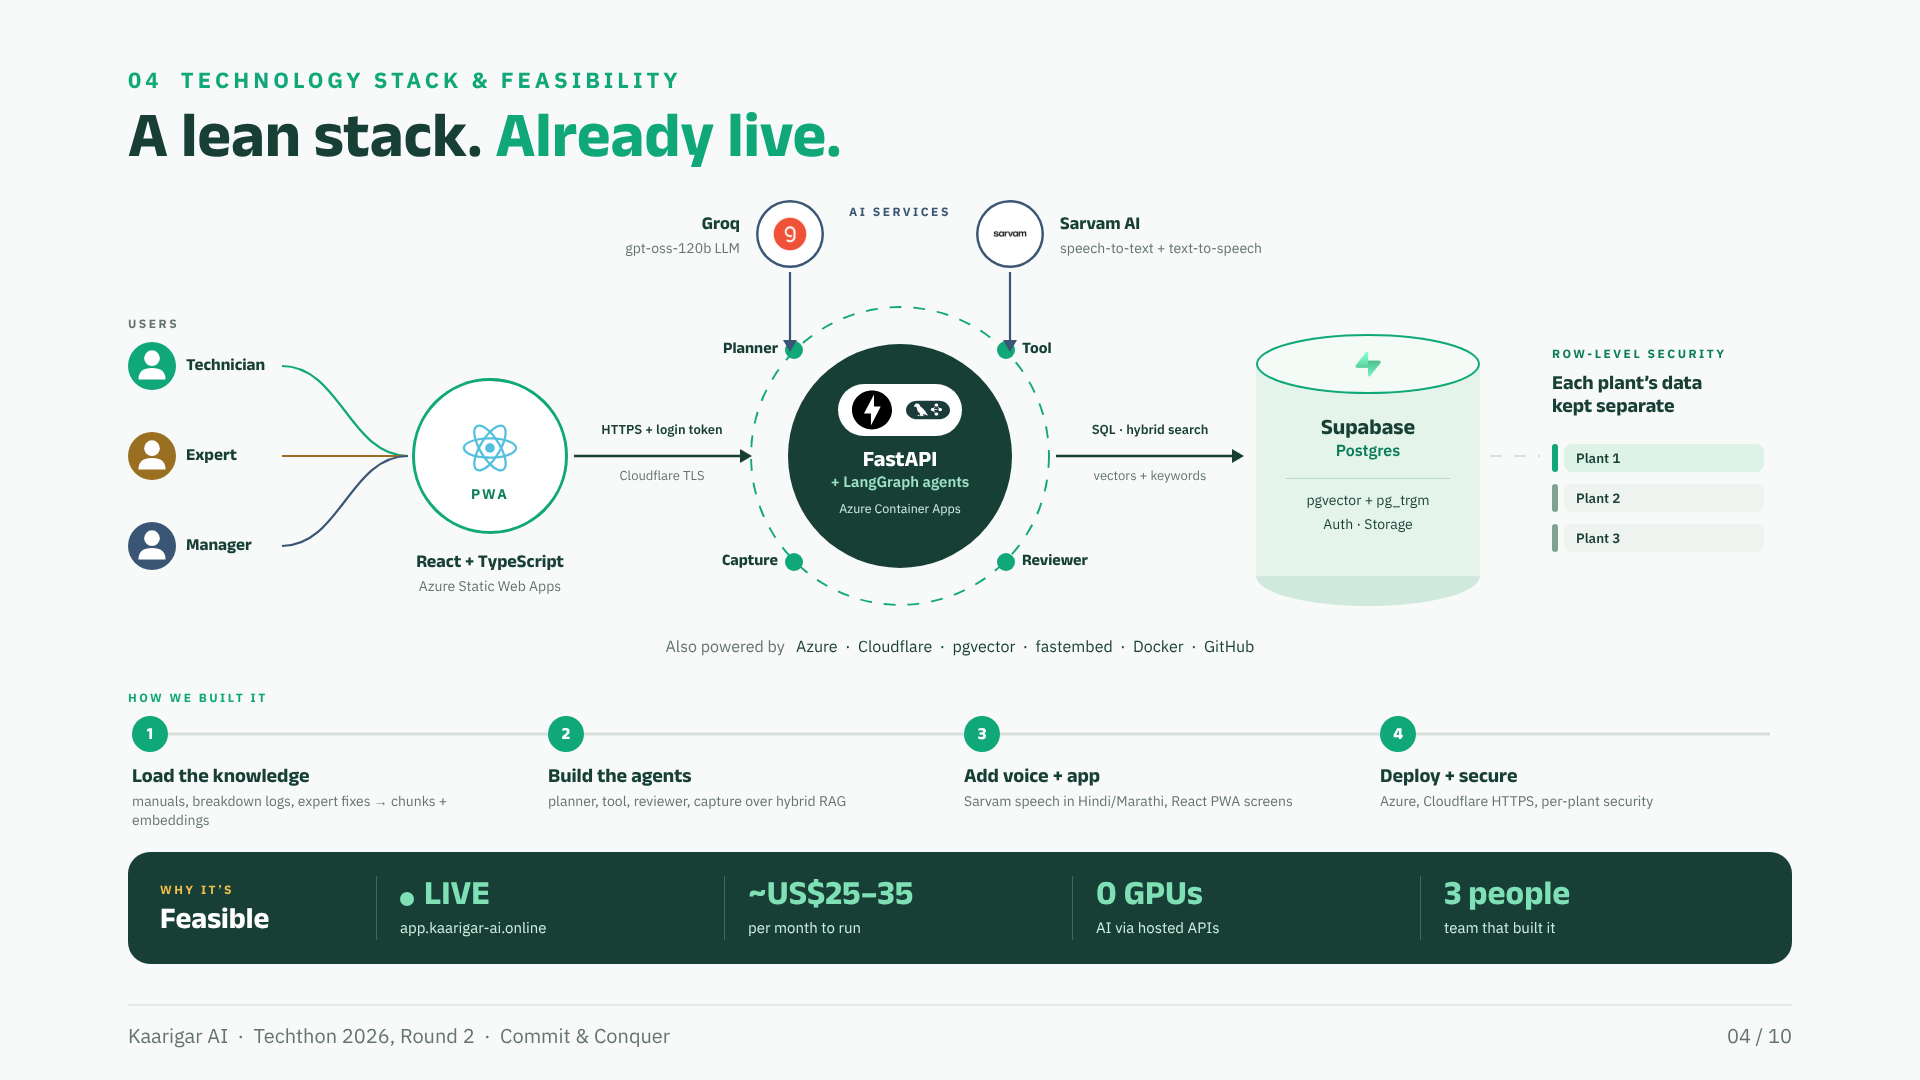 04 TECHNOLOGY STACK & FEASIBILITY
A lean stack. Already live.
AI SERVICES
Groq
gpt-oss-120b LLM
sarvam
Sarvam AI
speech-to-text + text-to-speech
USERS
Technician
Expert
Manager
PWA
React + TypeScript
Azure Static Web Apps
HTTPS + login token
Cloudflare TLS
Planner
Tool
Capture
Reviewer
FastAPI
+ LangGraph agents
Azure Container Apps
SQL · hybrid search
vectors + keywords
Supabase
Postgres
pgvector + pg_trgm
Auth · Storage
ROW-LEVEL SECURITY
Each plant’s data
kept separate
Plant 1
Plant 2
Plant 3
Also powered by Azure · Cloudflare · pgvector · fastembed · Docker · GitHub
HOW WE BUILT IT
1
Load the knowledge
manuals, breakdown logs, expert fixes → chunks +
embeddings
2
Build the agents
planner, tool, reviewer, capture over hybrid RAG
3
Add voice + app
Sarvam speech in Hindi/Marathi, React PWA screens
4
Deploy + secure
Azure, Cloudflare HTTPS, per-plant security
WHY IT’S
Feasible
LIVE
app.kaarigar-ai.online
~US$25–35
per month to run
0 GPUs
AI via hosted APIs
3 people
team that built it
Kaarigar AI · Techthon 2026, Round 2 · Commit & Conquer
04 / 10